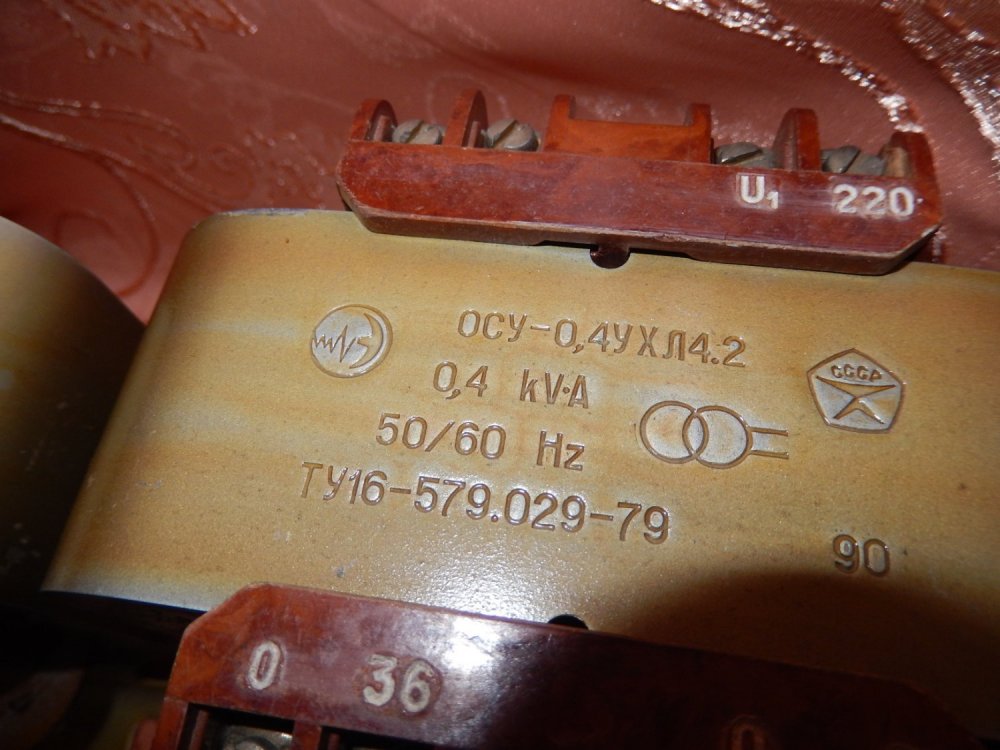 U₁ 220
ОСУ-0,4УХЛ4.2
СССР
0,4 kV·A
50/60 Hz
ТУ16-579.029-79
90
0 36